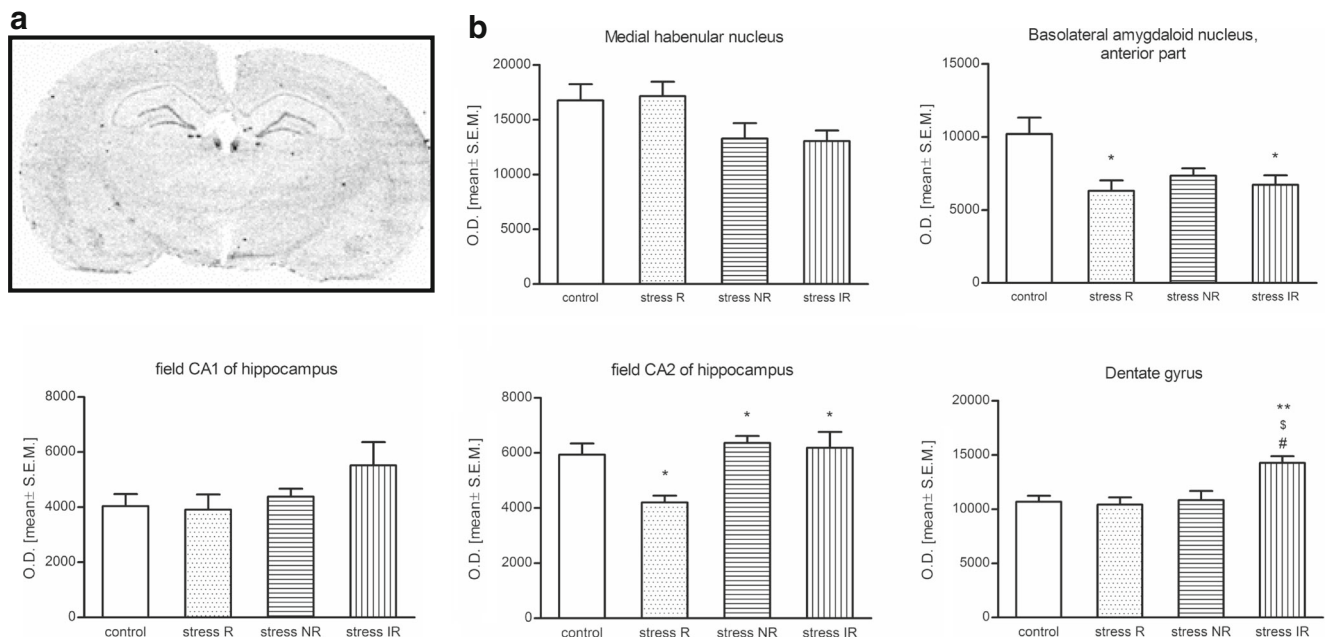 a
b
Medial habenular nucleus
O.D. [mean± S.E.M.]
20000
15000
10000
5000
0
control
stress R
stress NR
stress IR
Basolateral amygdaloid nucleus,
anterior part
O.D. [mean± S.E.M.]
15000
10000
5000
0
*
*
control
stress R
stress NR
stress IR
field CA1 of hippocampus
O.D. [mean± S.E.M.]
8000
6000
4000
2000
0
control
stress R
stress NR
stress IR
field CA2 of hippocampus
O.D. [mean± S.E.M.]
8000
6000
4000
2000
0
*
*
*
control
stress R
stress NR
stress IR
Dentate gyrus
O.D. [mean± S.E.M.]
20000
15000
10000
5000
0
**
$
#
control
stress R
stress NR
stress IR